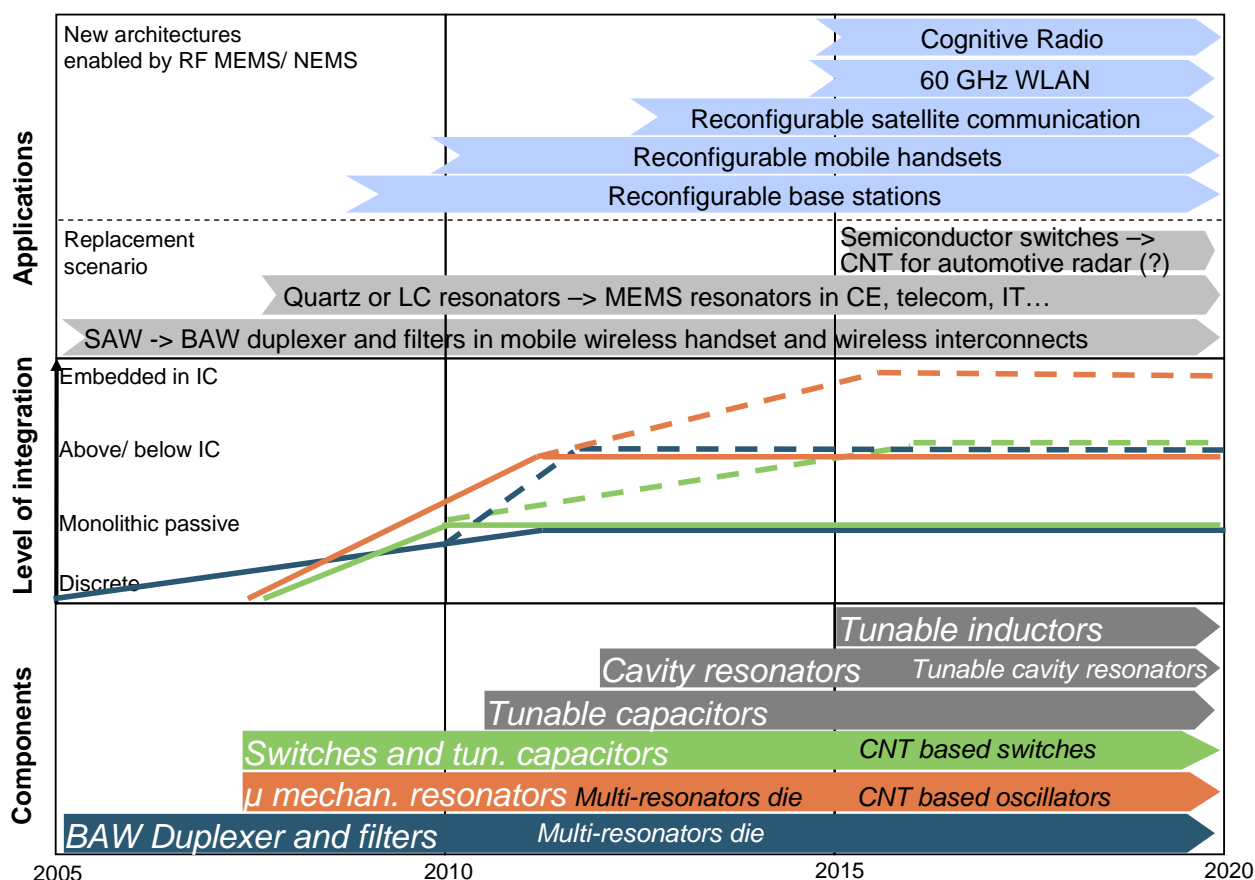 New architectures
enabled by RF MEMS/ NEMS
Cognitive Radio
60 GHz WLAN
Reconfigurable satellite communication
Reconfigurable mobile handsets
Reconfigurable base stations
Applications
Replacement
scenario
Semiconductor switches –>
CNT for automotive radar (?)
Quartz or LC resonators –> MEMS resonators in CE, telecom, IT…
SAW -> BAW duplexer and filters in mobile wireless handset and wireless interconnects
Level of integration
Embedded in IC
Above/ below IC
Monolithic passive
Discrete
Components
Tunable inductors
Cavity resonators Tunable cavity resonators
Tunable capacitors
Switches and tun. capacitors CNT based switches
µ mechan. resonators Multi-resonators die CNT based oscillators
BAW Duplexer and filters Multi-resonators die
2005 2010 2015 2020